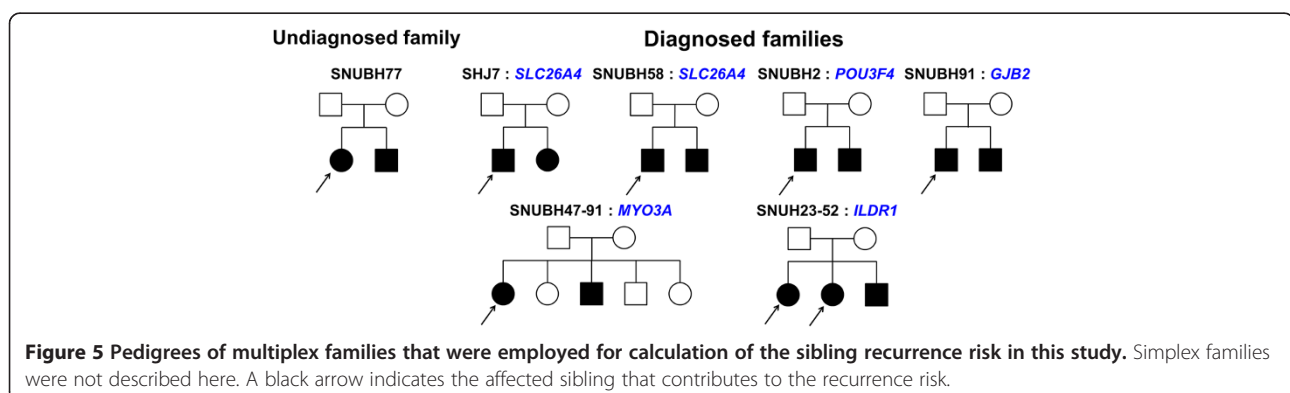 Undiagnosed family Diagnosed families
SNUBH77 SHJ7 : SLC26A4 SNUBH58 : SLC26A4 SNUBH2 : POU3F4 SNUBH91 : GJB2
SNUBH47-91 : MYO3A SNUH23-52 : ILDR1
Figure 5 Pedigrees of multiplex families that were employed for calculation of the sibling recurrence risk in this study. Simplex families
were not described here. A black arrow indicates the affected sibling that contributes to the recurrence risk.